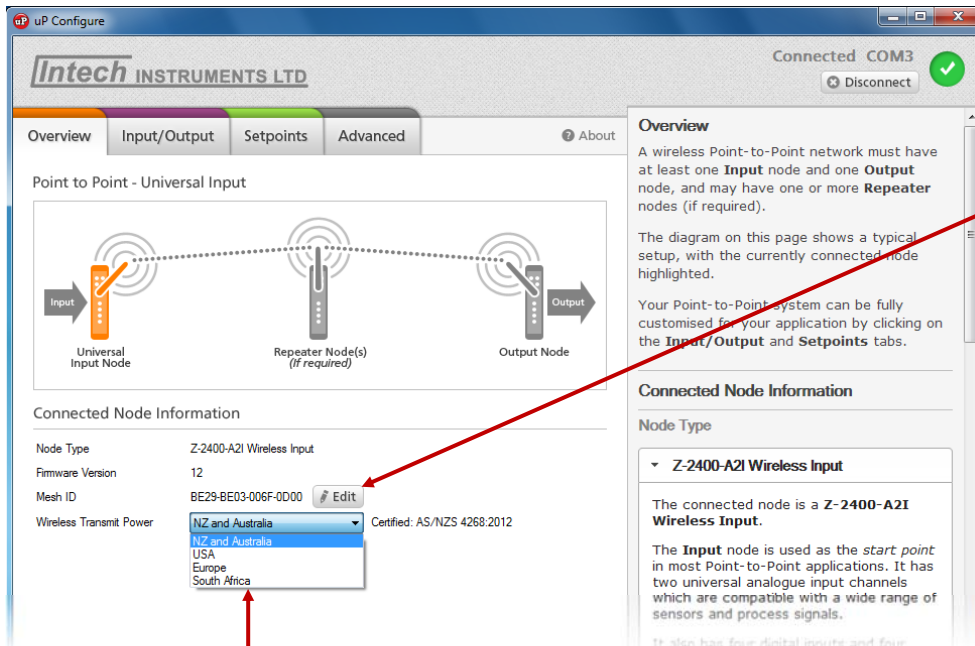 uP uP Configure
Intech INSTRUMENTS LTD
Connected COM3
Disconnect
Overview
Input/Output
Setpoints
Advanced
About
Point to Point - Universal Input
Input
Output
Universal
Input Node
Repeater Node(s)
(If required)
Output Node
Connected Node Information
Node Type Z-2400-A2I Wireless Input
Firmware Version 12
Mesh ID BE29-BE03-006F-0D00 Edit
Wireless Transmit Power NZ and Australia Certified: AS/NZS 4268:2012
NZ and Australia
USA
Europe
South Africa
Overview
A wireless Point-to-Point network must have
at least one Input node and one Output
node, and may have one or more Repeater
nodes (if required).
The diagram on this page shows a typical
setup, with the currently connected node
highlighted.
Your Point-to-Point system can be fully
customised for your application by clicking on
the Input/Output and Setpoints tabs.
Connected Node Information
Node Type
Z-2400-A2I Wireless Input
The connected node is a Z-2400-A2I
Wireless Input.
The Input node is used as the start point
in most Point-to-Point applications. It has
two universal analogue input channels
which are compatible with a wide range of
sensors and process signals.
It also has four digital inputs and four